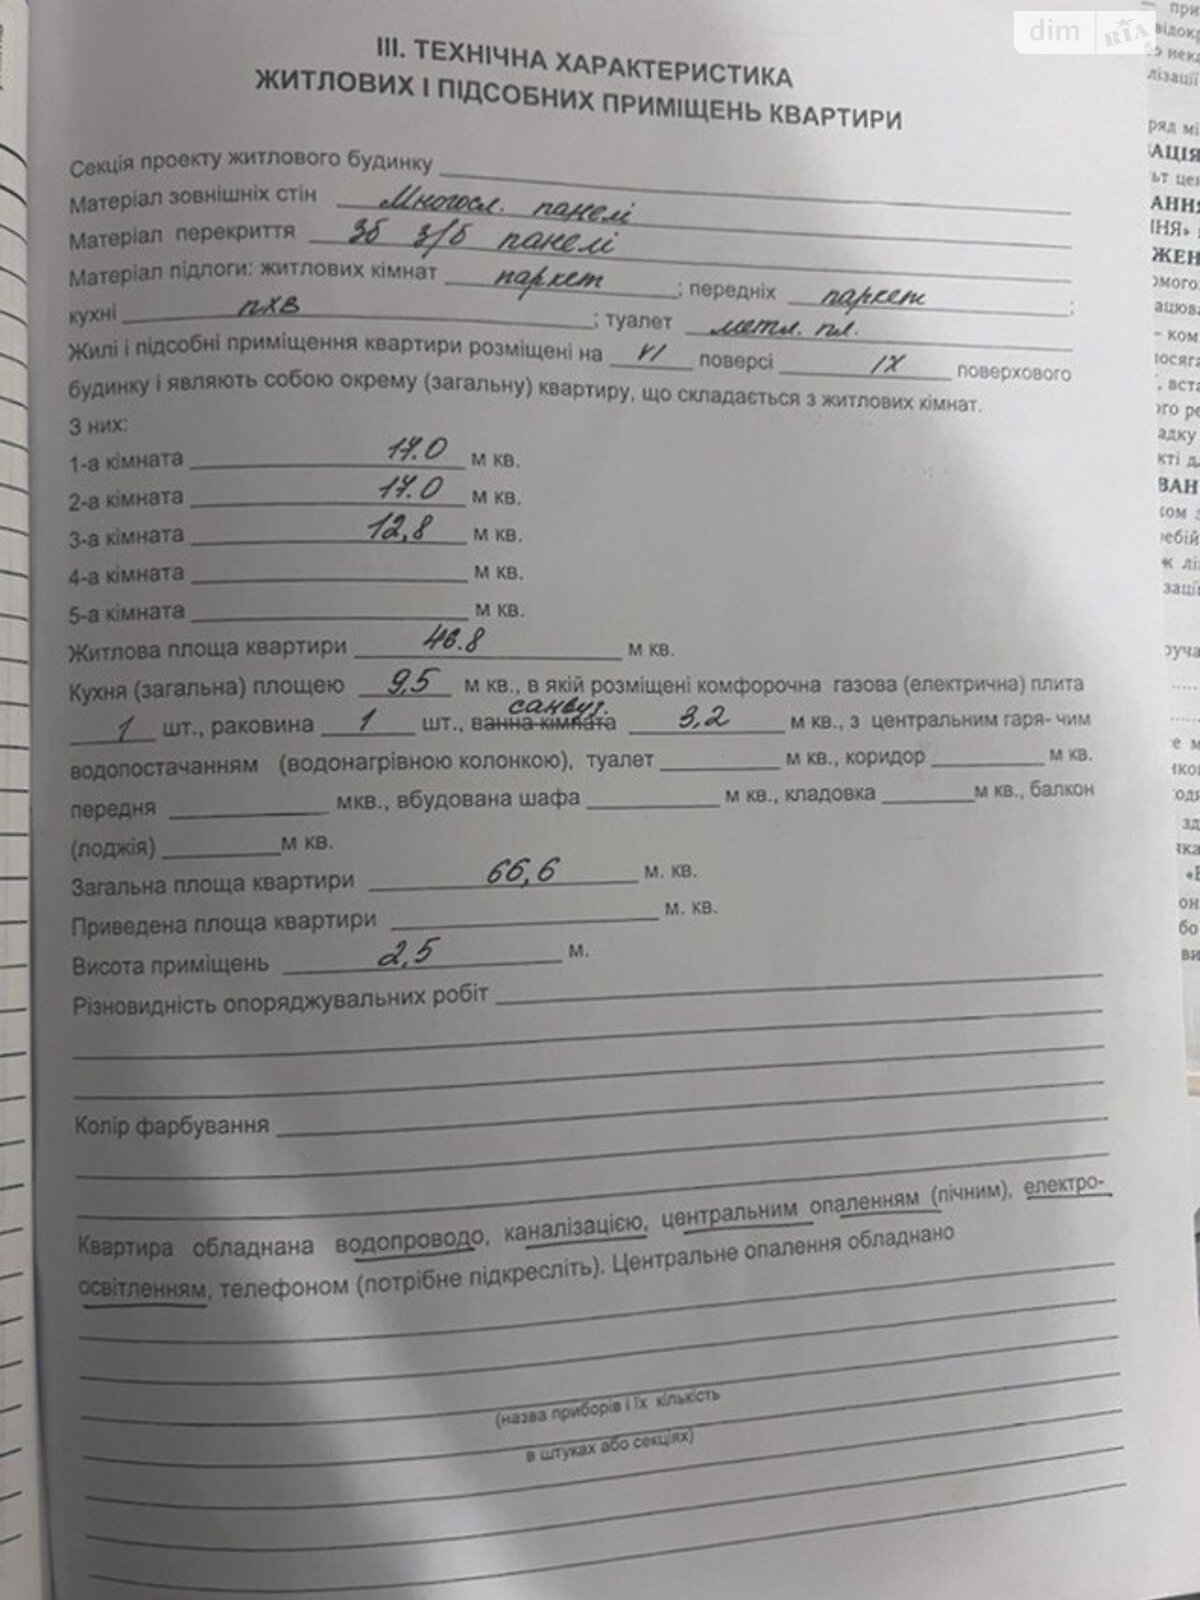 dim RIA
ІІІ. ТЕХНІЧНА ХАРАКТЕРИСТИКА
ЖИТЛОВИХ І ПІДСОБНИХ ПРИМІЩЕНЬ КВАРТИРИ
Секція проекту житлового будинку
Матеріал зовнішніх стін Многосл. панелі
Матеріал перекриття Зб з/б панелі
Матеріал підлоги: житлових кімнат паркет ; передніх паркет ;
кухні пхв ; туалет метл. пл.
Жилі і підсобні приміщення квартири розміщені на VI поверсі IX поверхового
будинку і являють собою окрему (загальну) квартиру, що складається з житлових кімнат.
З них:
1-а кімната 17.0 м кв.
2-а кімната 17.0 м кв.
3-а кімната 12,8 м кв.
4-а кімната м кв.
5-а кімната м кв.
Житлова площа квартири 46.8 м кв.
Кухня (загальна) площею 9,5 м кв., в якій розміщені комфорочна газова (електрична) плита
санвуз.
1 шт., раковина 1 шт., ванна кімната 3,2 м кв., з центральним гаря- чим
водопостачанням (водонагрівною колонкою), туалет м кв., коридор м кв.
передня мкв., вбудована шафа м кв., кладовка м кв., балкон
(лоджія) м кв.
Загальна площа квартири 66,6 м. кв.
Приведена площа квартири м. кв.
Висота приміщень 2,5 м.
Різновидність опоряджувальних робіт
Колір фарбування
Квартира обладнана водопроводо, каналізацією, центральним опаленням (пічним), електро-
освітленням, телефоном (потрібне підкресліть). Центральне опалення обладнано
(назва приборів і їх кількість
в штуках або секціях)